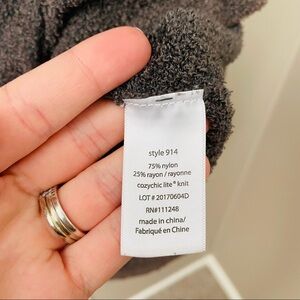 style 914
75% nylon
25% rayon / rayonne
cozychic lite® knit
LOT # 20170604D
RN#111248
made in china/
Fabriqué en Chine